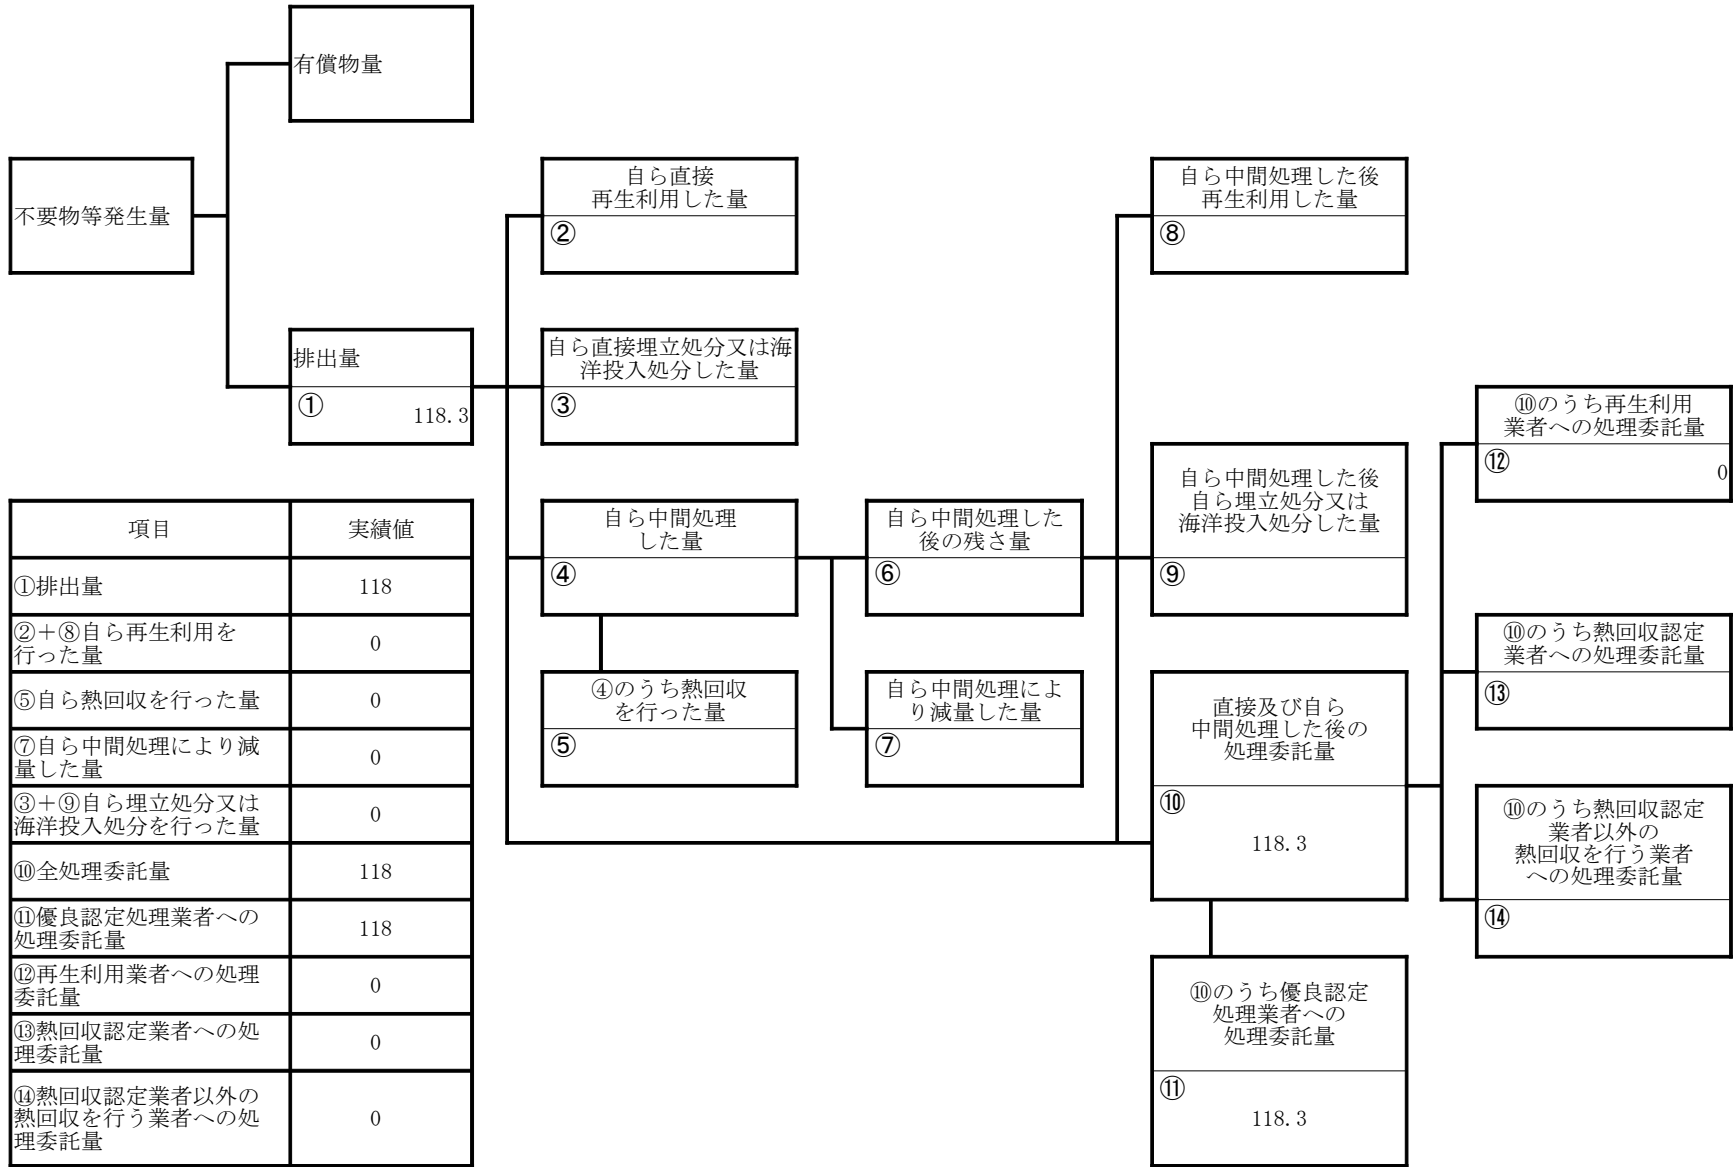 有償物量
不要物等発生量
自ら直接
再生利用した量
②
自ら中間処理した後
再生利用した量
⑧
排出量
①
118.3
自ら直接埋立処分又は海
洋投入処分した量
③
⑩のうち再生利用
業者への処理委託量
⑫
0
自ら中間処理
した量
④
自ら中間処理した
後の残さ量
⑥
自ら中間処理した後
自ら埋立処分又は
海洋投入処分した量
⑨
⑩のうち熱回収認定
業者への処理委託量
⑬
④のうち熱回収
を行った量
⑤
自ら中間処理によ
り減量した量
⑦
直接及び自ら
中間処理した後の
処理委託量
⑩
118.3
⑩のうち熱回収認定
業者以外の
熱回収を行う業者
への処理委託量
⑭
⑩のうち優良認定
処理業者への
処理委託量
⑪
118.3
項目
実績値
①排出量
118
②＋⑧自ら再生利用を
行った量
0
⑤自ら熱回収を行った量
0
⑦自ら中間処理により減
量した量
0
③＋⑨自ら埋立処分又は
海洋投入処分を行った量
0
⑩全処理委託量
118
⑪優良認定処理業者への
処理委託量
118
⑫再生利用業者への処理
委託量
0
⑬熱回収認定業者への処
理委託量
0
⑭熱回収認定業者以外の
熱回収を行う業者への処
理委託量
0